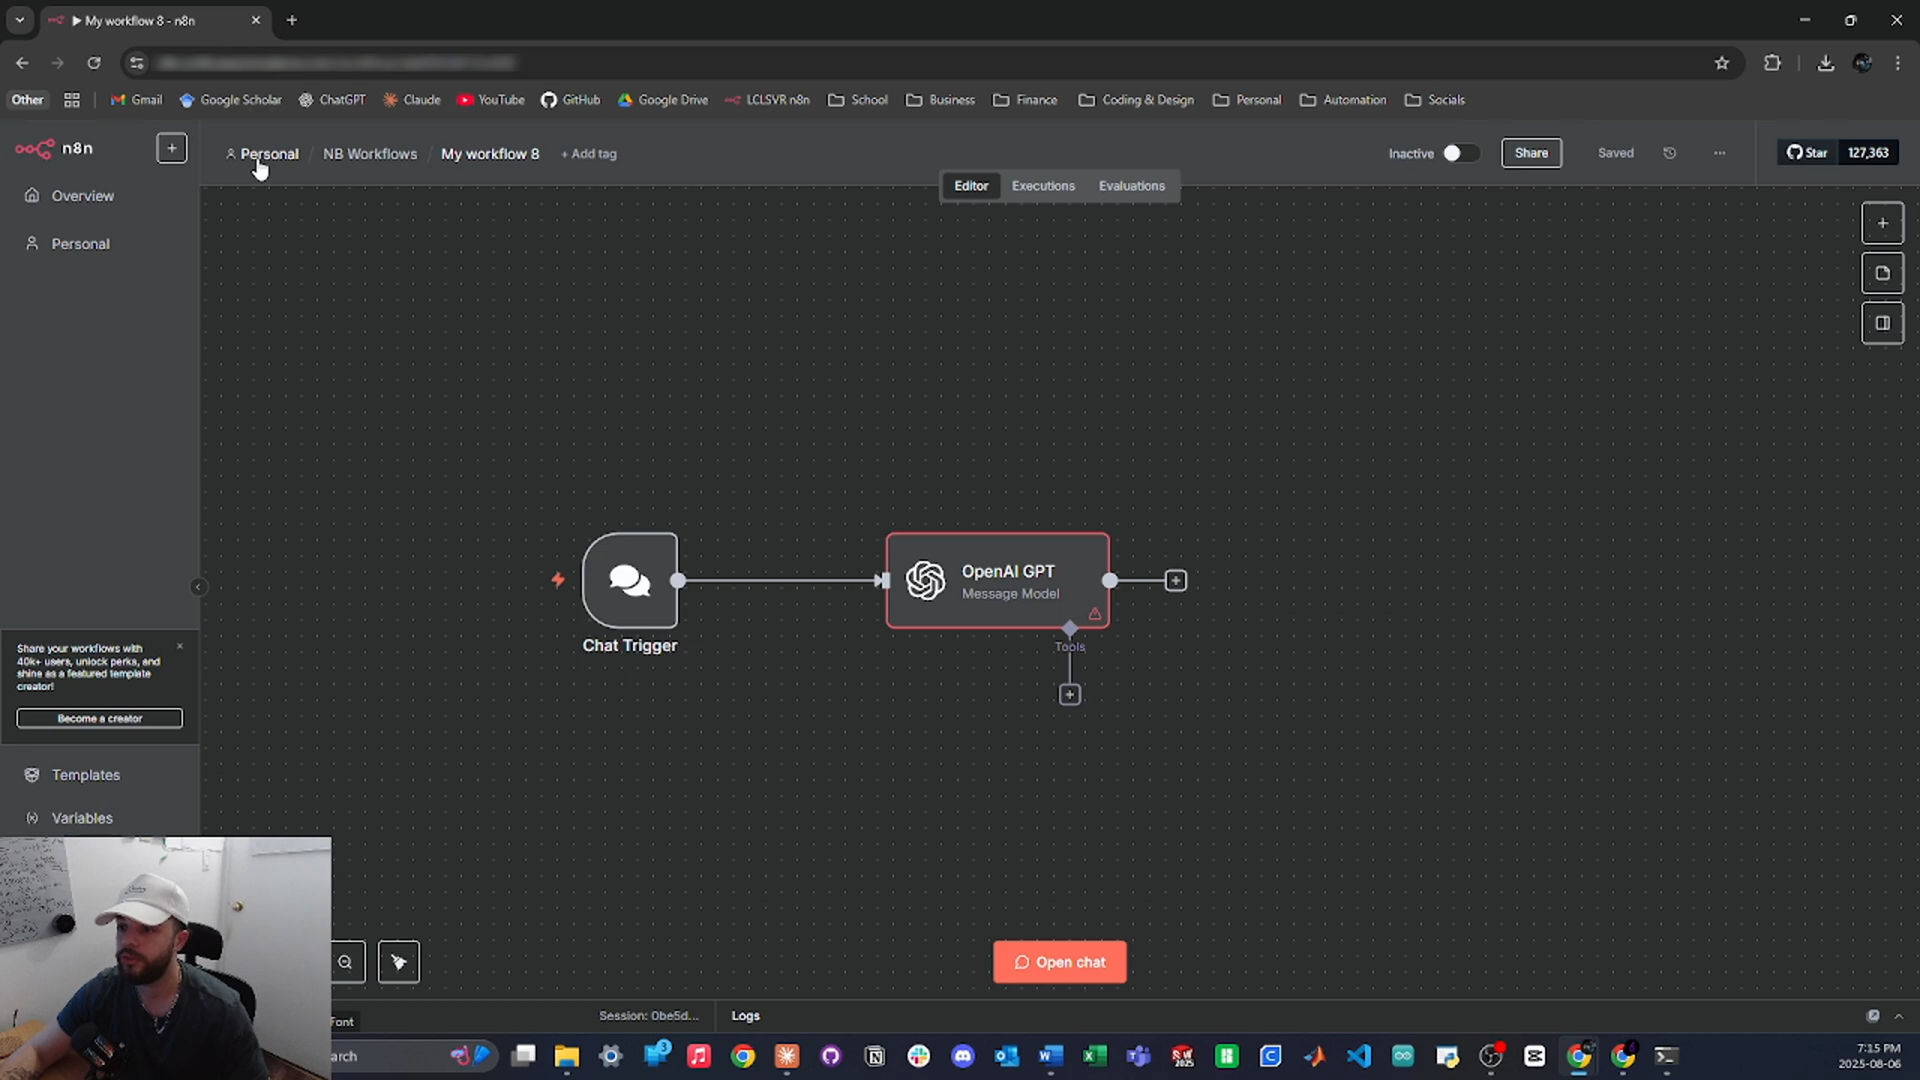 My workflow 8 - n8n
Other
Gmail
Google Scholar
ChatGPT
Claude
YouTube
GitHub
Google Drive
LCLSVR n8n
School
Business
Finance
Coding & Design
Personal
Automation
Socials
n8n
Personal / NB Workflows / My workflow 8 + Add tag
Inactive
Share
Saved
Star 127,363
Overview
Editor Executions Evaluations
Personal
OpenAI GPT
Message Model
Chat Trigger
Tools
Share your workflows with
40k+ users, unlock perks, and
shine as a featured template
creator!
Become a creator
Templates
Variables
Open chat
Font
Session: 0be5d...
Logs
arch
3
7:15 PM
2025-08-06